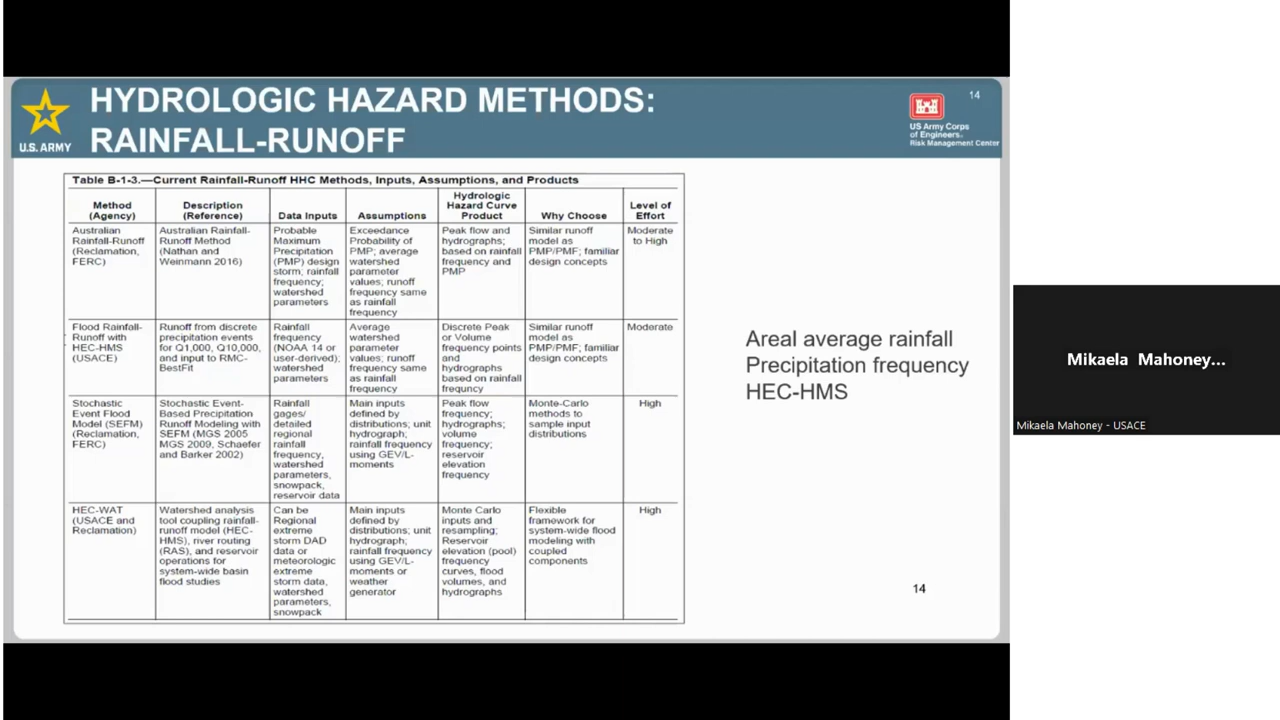 HYDROLOGIC HAZARD METHODS:
RAINFALL-RUNOFF
U.S. ARMY
14
US Army Corps
of Engineers®
Risk Management Center
Table B-1-3.—Current Rainfall-Runoff HHC Methods, Inputs, Assumptions, and Products
Method
(Agency)
Description
(Reference)
Data Inputs
Assumptions
Hydrologic
Hazard Curve
Product
Why Choose
Level of
Effort
Australian
Rainfall-Runoff
(Reclamation,
FERC)
Australian Rainfall-
Runoff Method
(Nathan and
Weinmann 2016)
Probable
Maximum
Precipitation
(PMP) design
storm; rainfall
frequency;
watershed
parameters
Exceedance
Probability of
PMP; average
watershed
parameter
values; runoff
frequency same
as rainfall
frequency
Peak flow and
hydrographs;
based on rainfall
frequency and
PMP
Similar runoff
model as
PMP/PMF; familiar
design concepts
Moderate
to High
Flood Rainfall-
Runoff with
HEC-HMS
(USACE)
Runoff from discrete
precipitation events
for Q1,000, Q10,000,
and input to RMC-
BestFit
Rainfall
frequency
(NOAA 14 or
user-derived);
watershed
parameters
Average
watershed
parameter
values; runoff
frequency same
as rainfall
frequency
Discrete Peak
or Volume
frequency points
and
hydrographs
based on rainfall
frequncy
Similar runoff
model as
PMP/PMF; familiar
design concepts
Moderate
Stochastic
Event Flood
Model (SEFM)
(Reclamation,
FERC)
Stochastic Event-
Based Precipitation
Runoff Modeling with
SEFM (MGS 2005
MGS 2009, Schaefer
and Barker 2002)
Rainfall
gages/
detailed
regional
rainfall
frequency,
watershed
parameters,
snowpack,
reservoir data
Main inputs
defined by
distributions; unit
hydrograph;
rainfall frequency
using GEV/L-
moments
Peak flow
frequency;
hydrographs;
volume
frequency;
reservoir
elevation
frequency
Monte-Carlo
methods to
sample input
distributions
High
HEC-WAT
(USACE and
Reclamation)
Watershed analysis
tool coupling rainfall-
runoff model (HEC-
HMS), river routing
(RAS), and reservoir
operations for
system-wide basin
flood studies
Can be
Regional
extreme
storm DAD
data or
meteorologic
extreme
storm data,
watershed
parameters,
snowpack
Main inputs
defined by
distributions; unit
hydrograph;
rainfall frequency
using GEV/L-
moments or
weather
generator
Monte Carlo
inputs and
resampling;
Reservoir
elevation (pool)
frequency
curves, flood
volumes, and
hydrographs
Flexible
framework for
system-wide flood
modeling with
coupled
components
High
Areal average rainfall
Precipitation frequency
HEC-HMS
14
Mikaela Mahoney...
Mikaela Mahoney - USACE